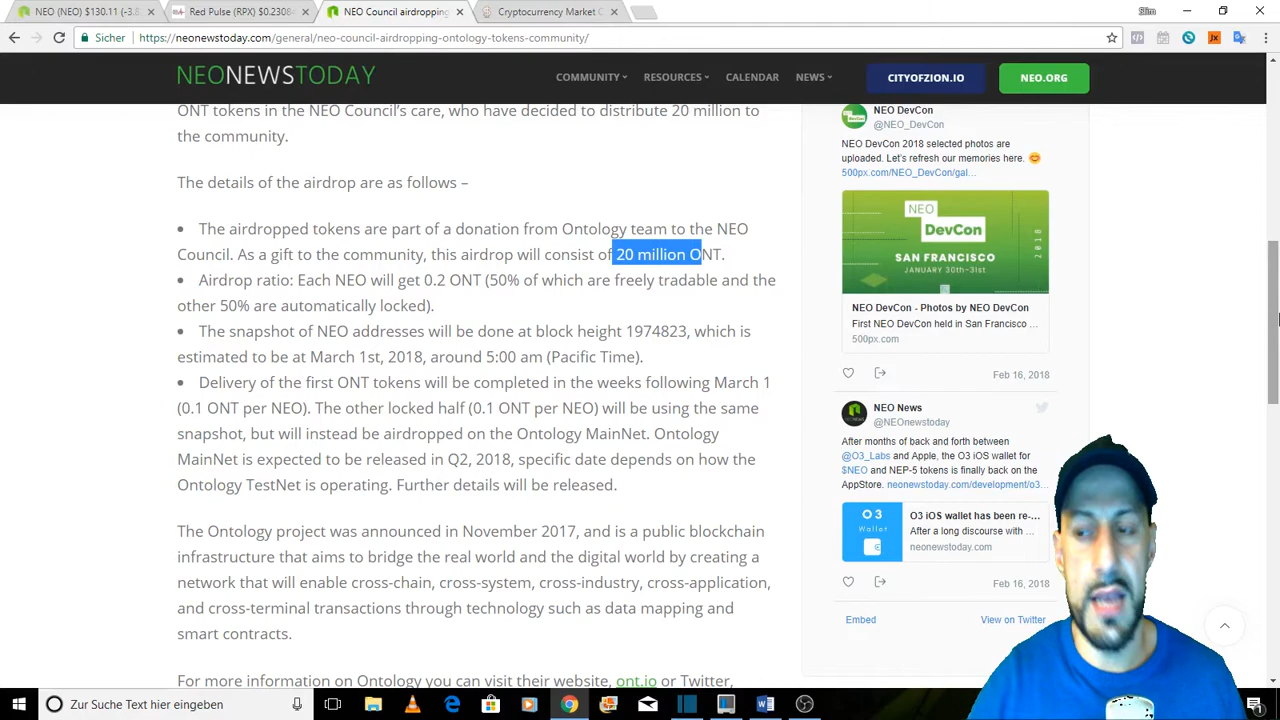 NEO (NEO) $130.11 (-3.8
Red Pulse (RPX) $0.2308
NEO Council airdropping
Cryptocurrency Market C
Slim
Sicher
https://neonewstoday.com/general/neo-council-airdropping-ontology-tokens-community/
NEONEWSTODAY
COMMUNITY
RESOURCES
CALENDAR
NEWS
CITYOFZION.IO
NEO.ORG
ONT tokens in the NEO Council's care, who have decided to distribute 20 million to
the community.
The details of the airdrop are as follows –
• The airdropped tokens are part of a donation from Ontology team to the NEO
Council. As a gift to the community, this airdrop will consist of 20 million ONT.
• Airdrop ratio: Each NEO will get 0.2 ONT (50% of which are freely tradable and the
other 50% are automatically locked).
• The snapshot of NEO addresses will be done at block height 1974823, which is
estimated to be at March 1st, 2018, around 5:00 am (Pacific Time).
• Delivery of the first ONT tokens will be completed in the weeks following March 1
(0.1 ONT per NEO). The other locked half (0.1 ONT per NEO) will be using the same
snapshot, but will instead be airdropped on the Ontology MainNet. Ontology
MainNet is expected to be released in Q2, 2018, specific date depends on how the
Ontology TestNet is operating. Further details will be released.
The Ontology project was announced in November 2017, and is a public blockchain
infrastructure that aims to bridge the real world and the digital world by creating a
network that will enable cross-chain, cross-system, cross-industry, cross-application,
and cross-terminal transactions through technology such as data mapping and
smart contracts.
For more information on Ontology you can visit their website, ont.io or Twitter,
NEO DevCon
@NEO_DevCon
NEO DevCon 2018 selected photos are
uploaded. Let's refresh our memories here. 😊
500px.com/NEO_DevCon/gal...
NEO
DevCon
2018
SAN FRANCISCO
JANUARY 30th-31st
NEO DevCon - Photos by NEO DevCon
First NEO DevCon held in San Francisco ...
500px.com
Feb 16, 2018
NEO News
@NEOnewstoday
After months of back and forth between
@O3_Labs and Apple, the O3 iOS wallet for
$NEO and NEP-5 tokens is finally back on the
AppStore. neonewstoday.com/development/o3...
O3
Wallet
O3 iOS wallet has been re-...
After a long discourse with ...
neonewstoday.com
Feb 16, 2018
Embed
View on Twitter
Zur Suche Text hier eingeben